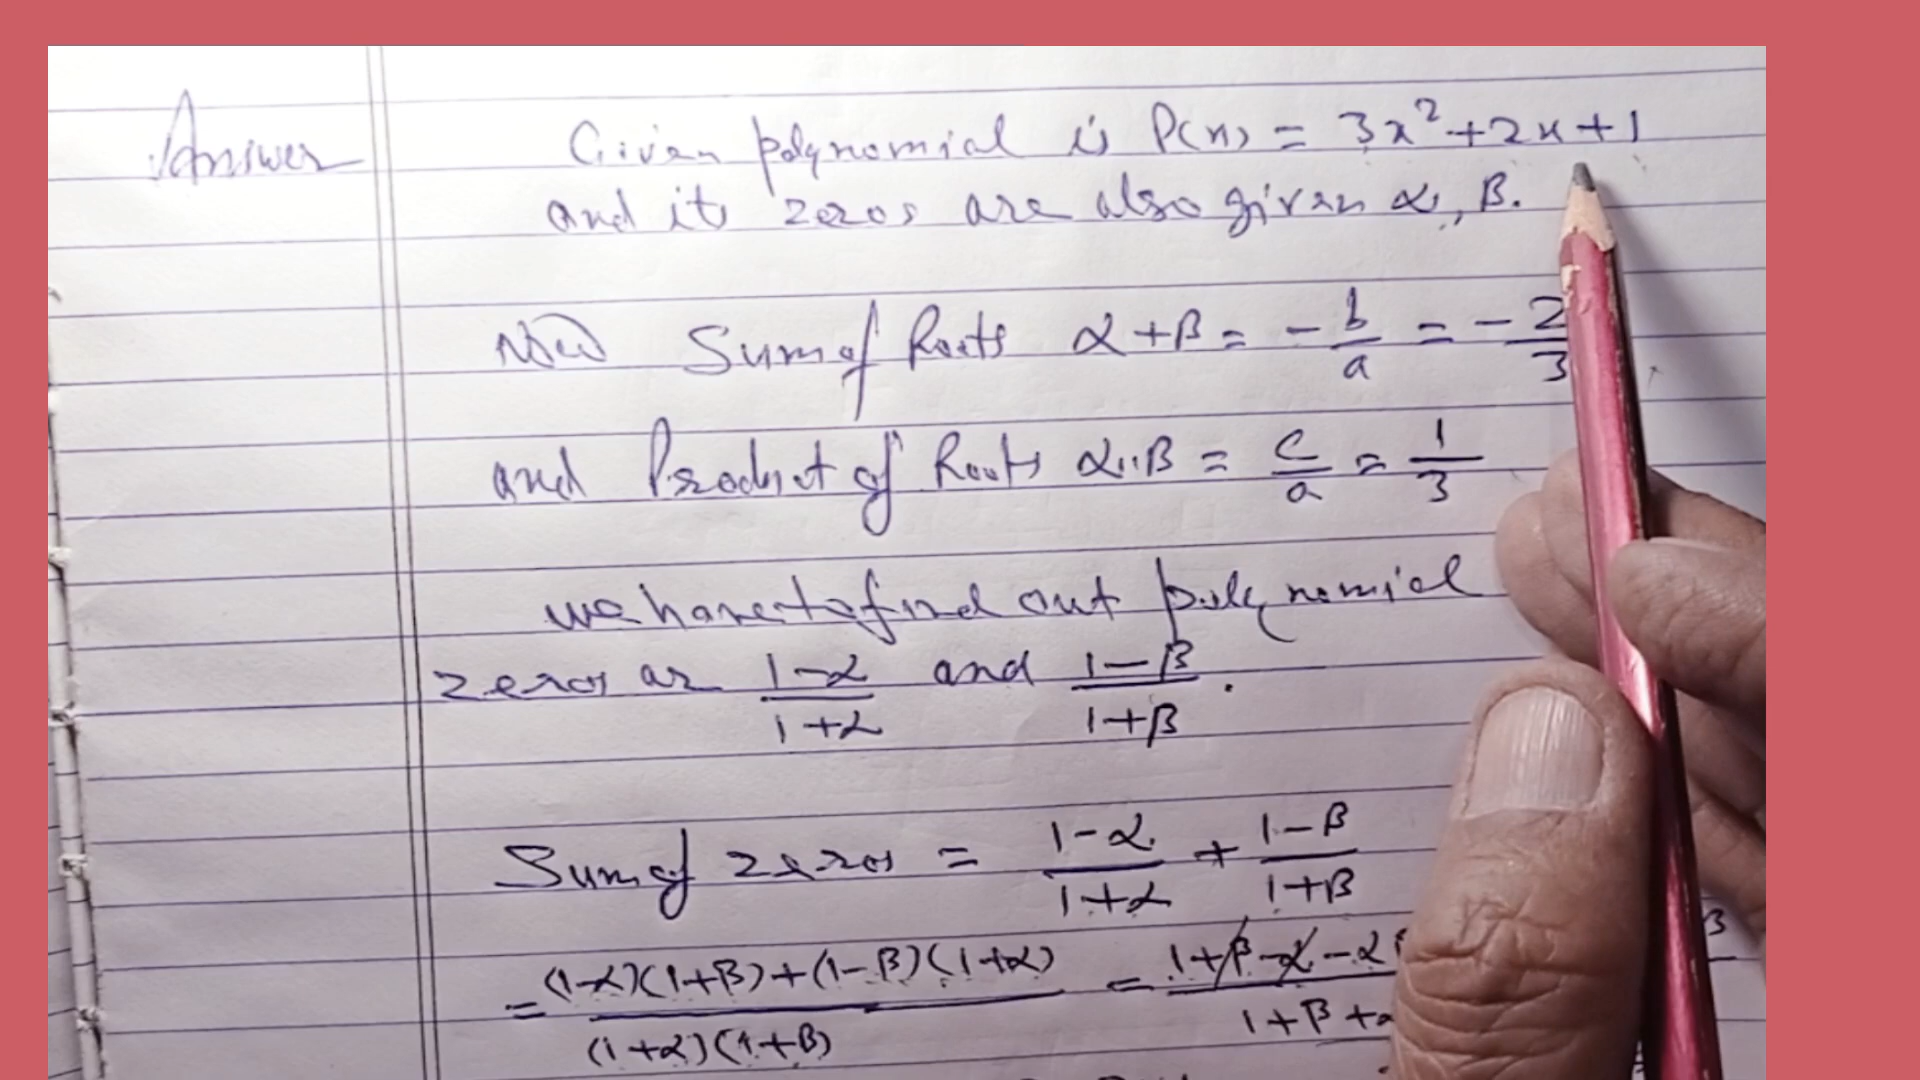 Answer
Given polynomial is P(x) = 3x² + 2x + 1
and its zeros are also given α, β.
Now Sum of Roots α + β = - b/a = - 2/3
and Product of Roots α.β = c/a = 1/3
we have to find out polynomial
zeros as 1-α/1+α and 1-β/1+β .
Sum of zeros = 1-α/1+α + 1-β/1+β
= (1-α)(1+β)+(1-β)(1+α)/(1+α)(1+β) = 1+β-α-α